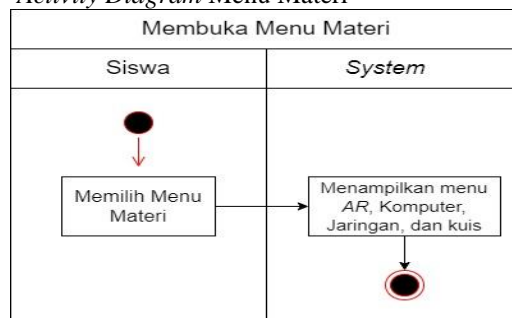 Activity Diagram Menu Materi
Membuka Menu Materi
Siswa
System
Memilih Menu
Materi
Menampilkan menu
AR, Komputer,
Jaringan, dan kuis